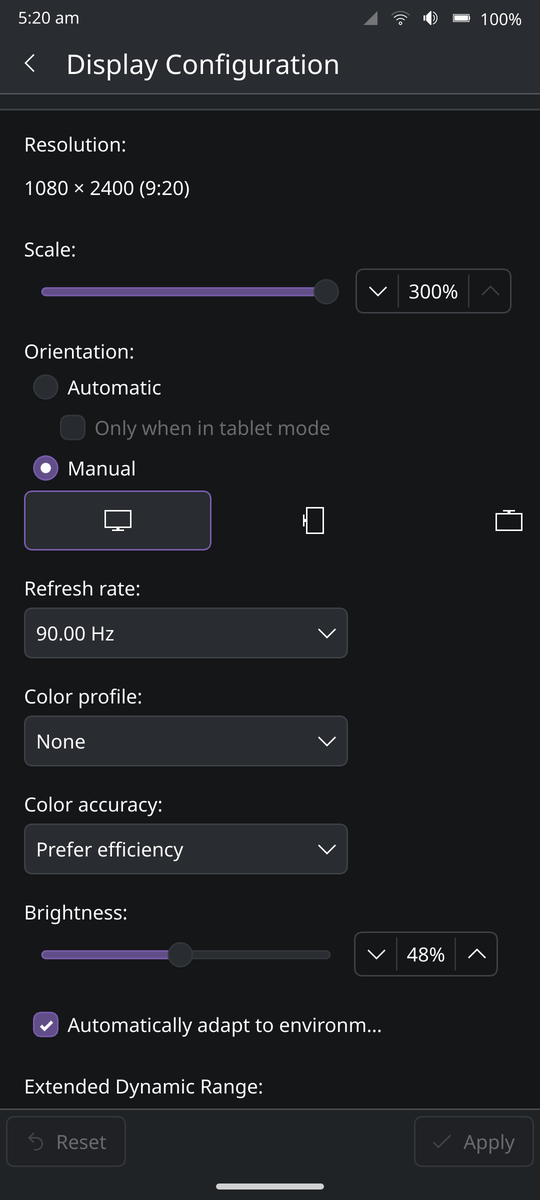 5:20 am
100%
Display Configuration
Resolution:
1080 × 2400 (9:20)
Scale:
300%
Orientation:
Automatic
Only when in tablet mode
Manual
Refresh rate:
90.00 Hz
Color profile:
None
Color accuracy:
Prefer efficiency
Brightness:
48%
Automatically adapt to environm...
Extended Dynamic Range:
Reset
Apply